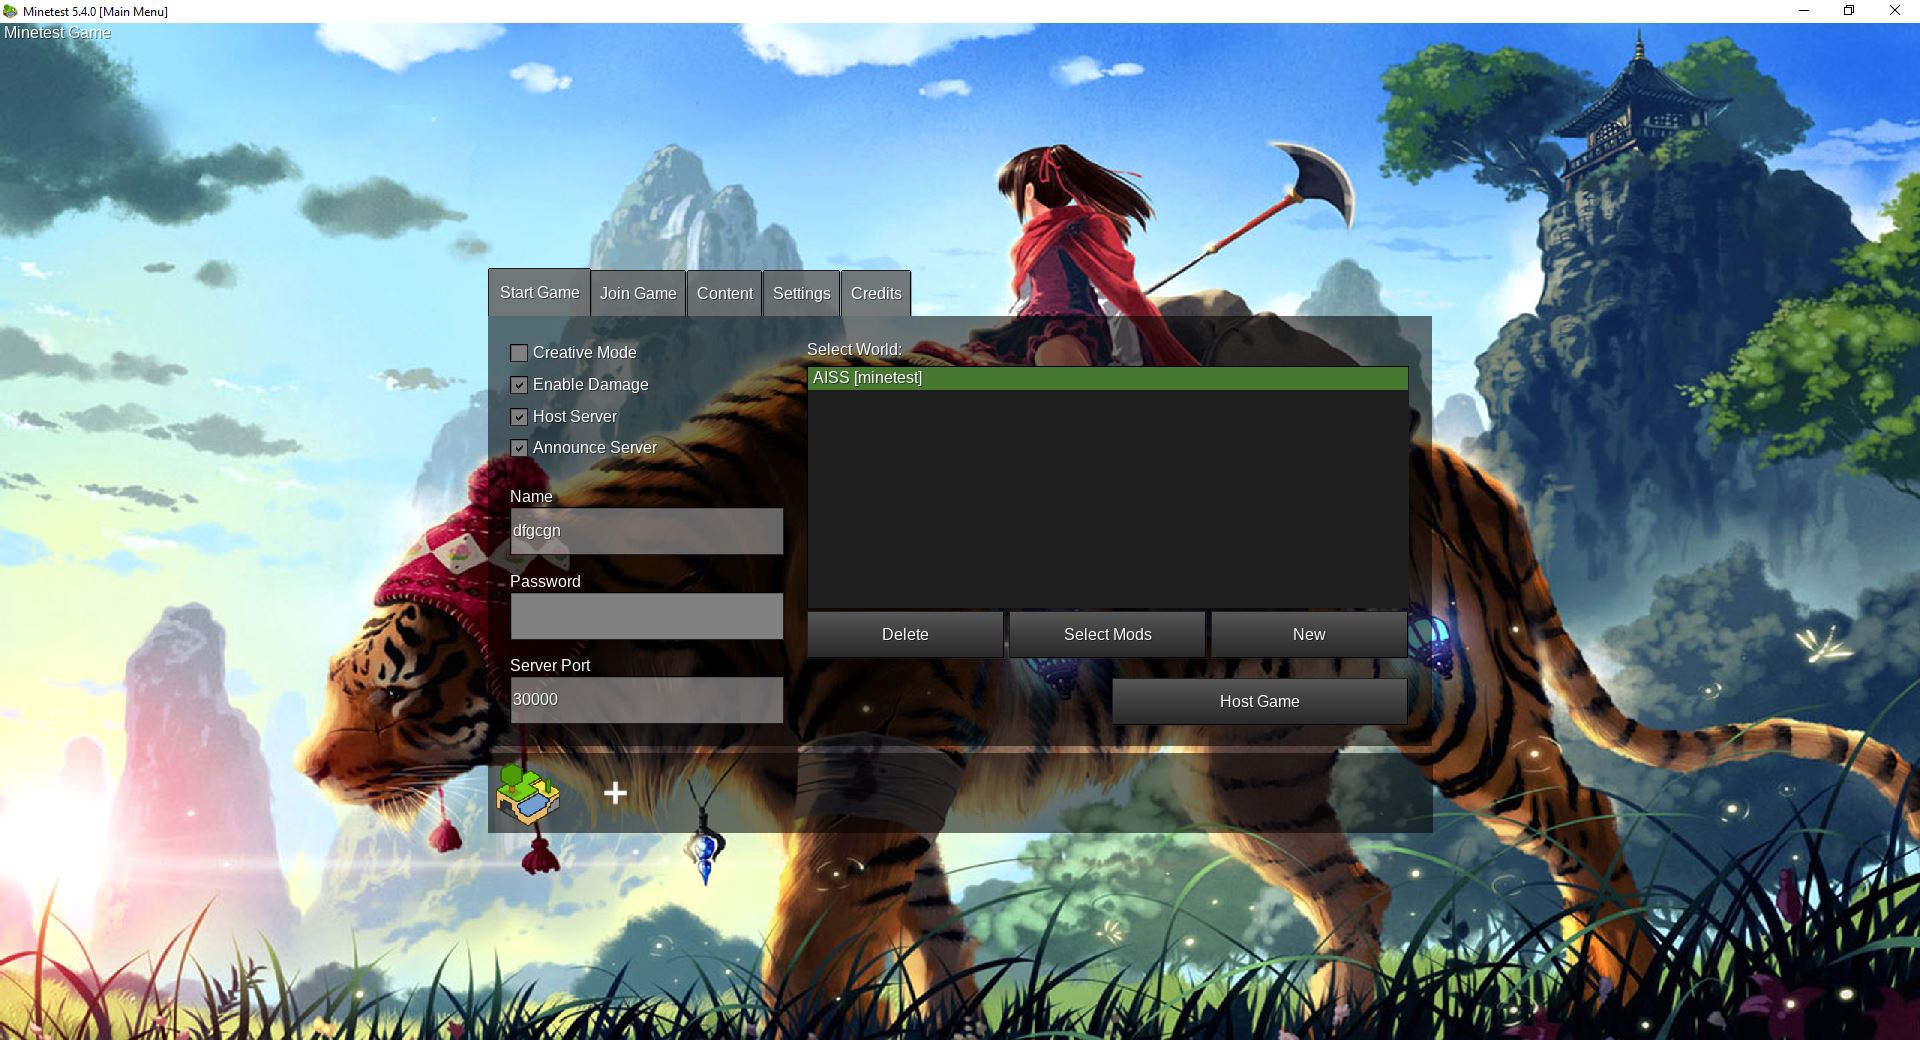 Minetest 5.4.0 [Main Menu]
Minetest Game
Start Game
Join Game
Content
Settings
Credits
Creative Mode
Enable Damage
Host Server
Announce Server
Name
dfgcgn
Password
Server Port
30000
Select World:
AISS [minetest]
Delete
Select Mods
New
Host Game